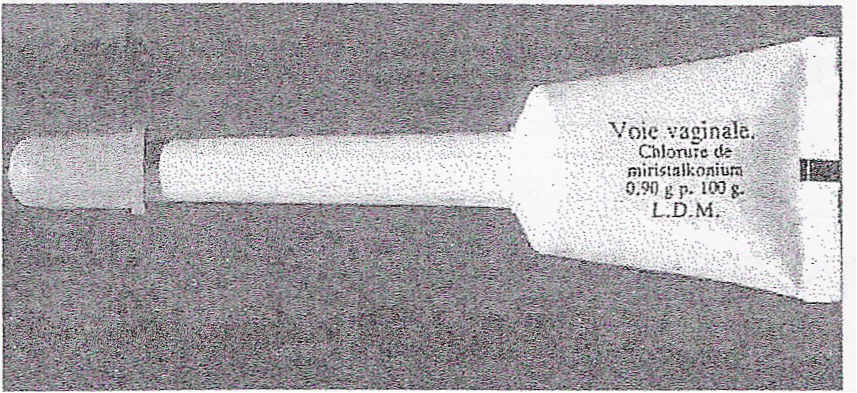 Voie vaginale.
Chlorure de
miristalkonium
0.90 g p. 100 g.
L.D.M.